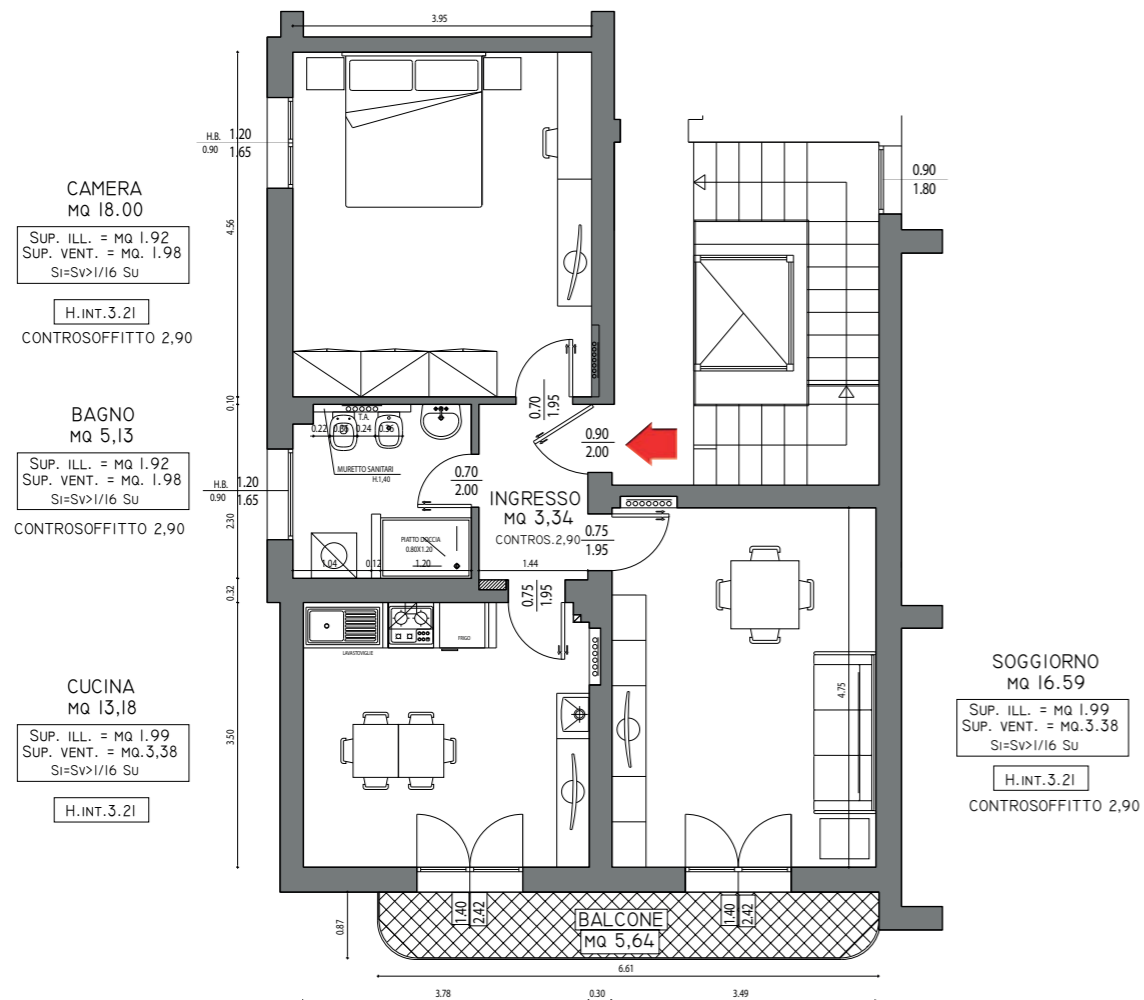 3.95
H.B.
1.20
0.90
1.65
0.90
1.80
CAMERA
MQ 18.00
SUP. ILL. = MQ 1.92
SUP. VENT. = MQ. 1.98
SI=SV>1/16 SU
H.INT.3.21
CONTROSOFFITTO 2,90
4.56
0.10
0.70
1.95
BAGNO
MQ 5,13
SUP. ILL. = MQ 1.92
SUP. VENT. = MQ 1.98
SI=SV>1/16 SU
CONTROSOFFITTO 2,90
T.A.
0.22 0.36 0.24 0.36
MURETTO SANITARI
H.1,40
0.90
2.00
0.70
2.00
H.B.
1.20
0.90
1.65
2.30
INGRESSO
MQ 3,34
CONTROS.2,90
0.75
1.95
PIATTO DOCCIA
0.80X1.20
1.04
0.12
1.20
1.44
0.32
0.75
1.95
LAVASTOVIGLIE
FRIGO
CUCINA
MQ 13,18
SUP. ILL. = MQ 1.99
SUP. VENT. = MQ.3,38
SI=SV>1/16 SU
H.INT.3.21
3.50
4.75
SOGGIORNO
MQ 16.59
SUP. ILL. = MQ 1.99
SUP. VENT. = MQ.3.38
SI=SV>1/16 SU
H.INT.3.21
CONTROSOFFITTO 2,90
0.87
1.40
2.42
BALCONE
MQ 5,64
1.40
2.42
6.61
3.78
0.30
3.49